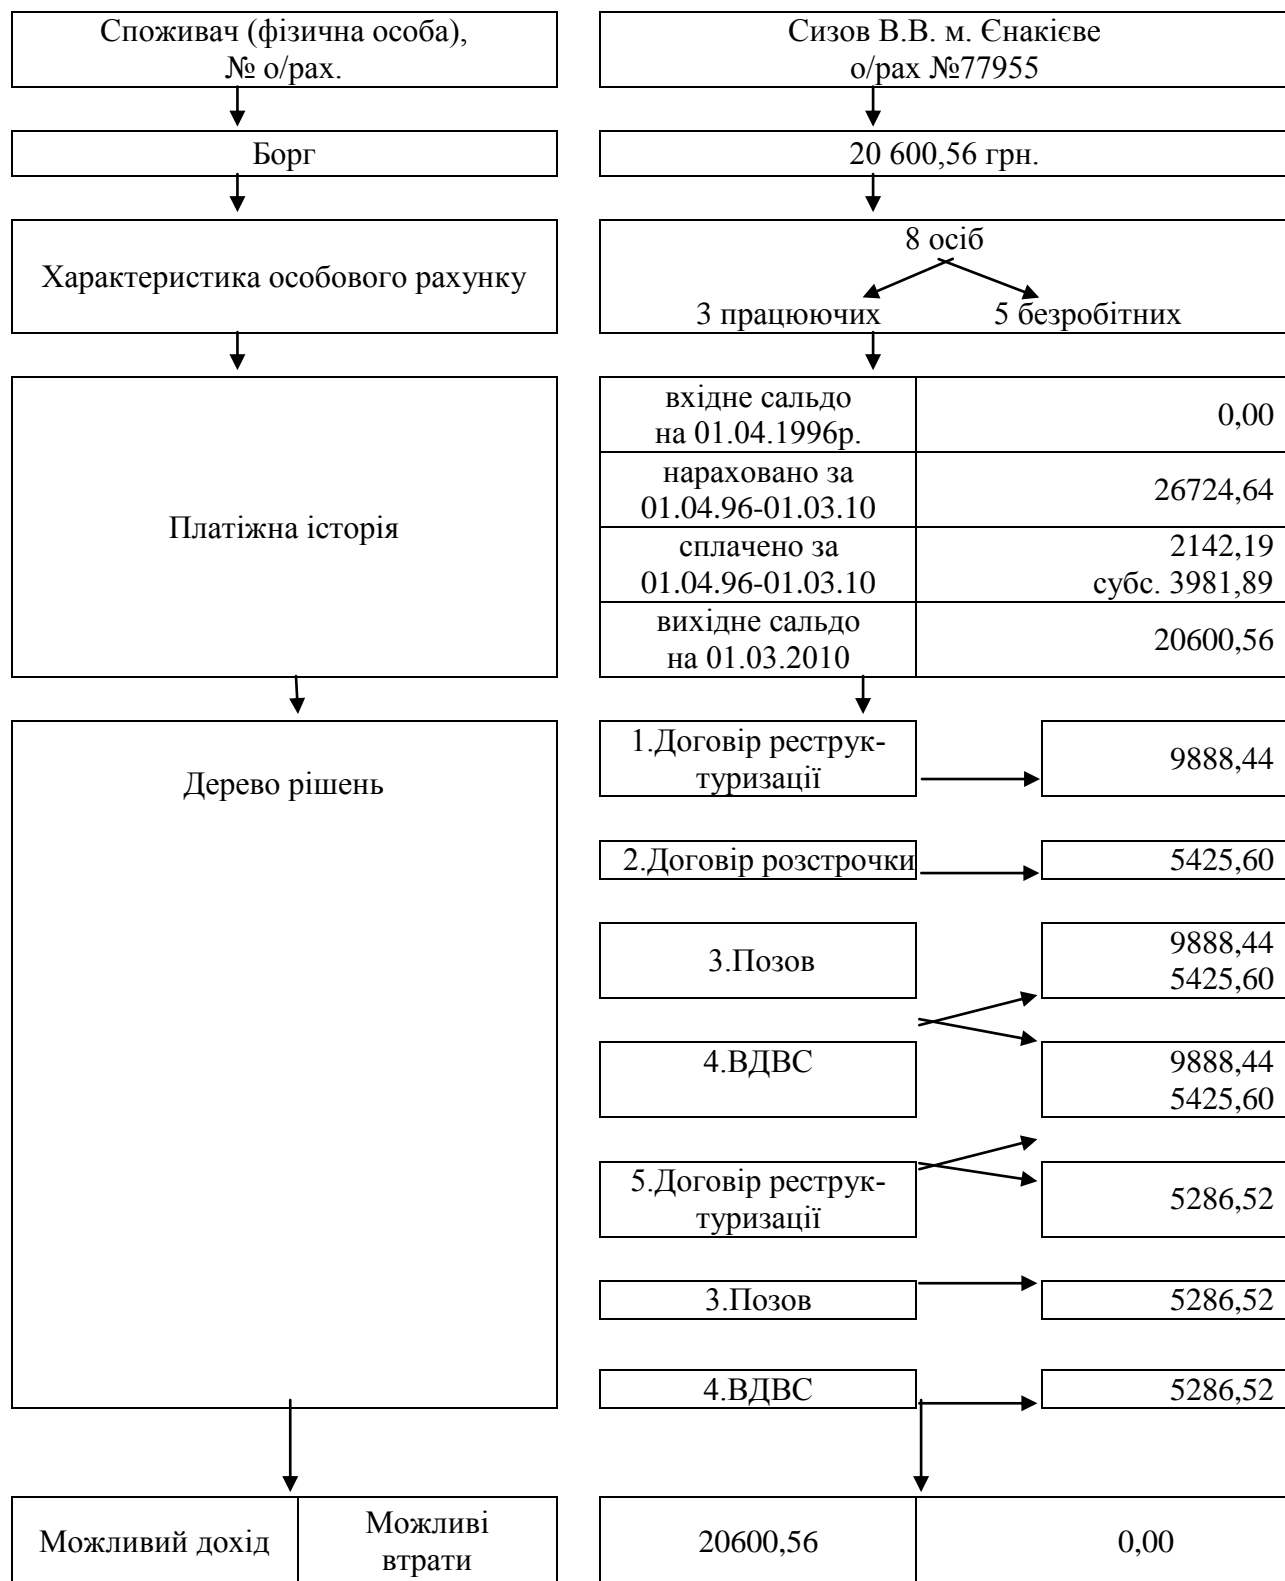 Споживач (фізична особа),
№ о/рах.
Сизов В.В. м. Єнакієве
о/рах №77955
Борг
20 600,56 грн.
Характеристика особового рахунку
8 осіб
3 працюючих
5 безробітних
Платіжна історія
вхідне сальдо
на 01.04.1996р.
0,00
нараховано за
01.04.96-01.03.10
26724,64
сплачено за
01.04.96-01.03.10
2142,19
субс. 3981,89
вихідне сальдо
на 01.03.2010
20600,56
Дерево рішень
1.Договір реструк-
туризації
9888,44
2.Договір розстрочки
5425,60
3.Позов
9888,44
5425,60
4.ВДВС
9888,44
5425,60
5.Договір реструк-
туризації
5286,52
3.Позов
5286,52
4.ВДВС
5286,52
Можливий дохід
Можливі
втрати
20600,56
0,00